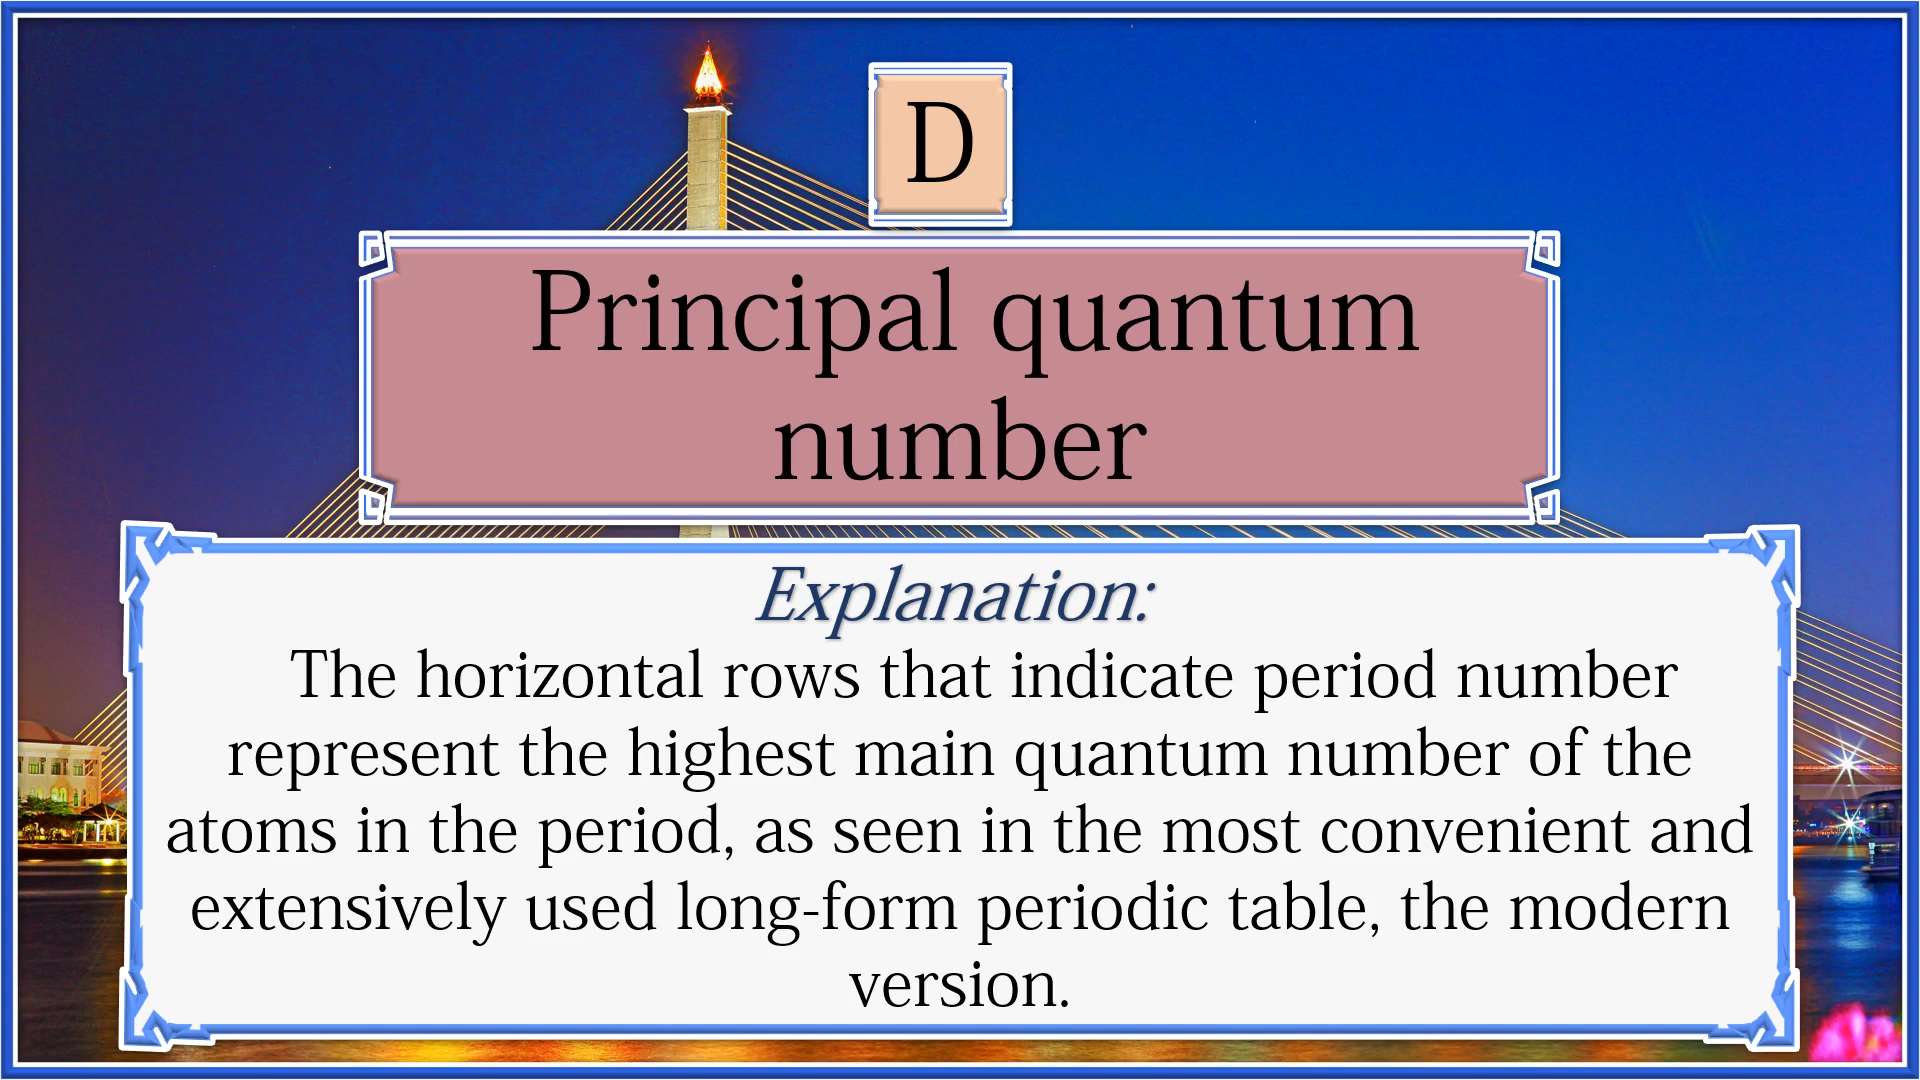 D
Principal quantum
number
Explanation:
The horizontal rows that indicate period number
represent the highest main quantum number of the
atoms in the period, as seen in the most convenient and
extensively used long-form periodic table, the modern
version.